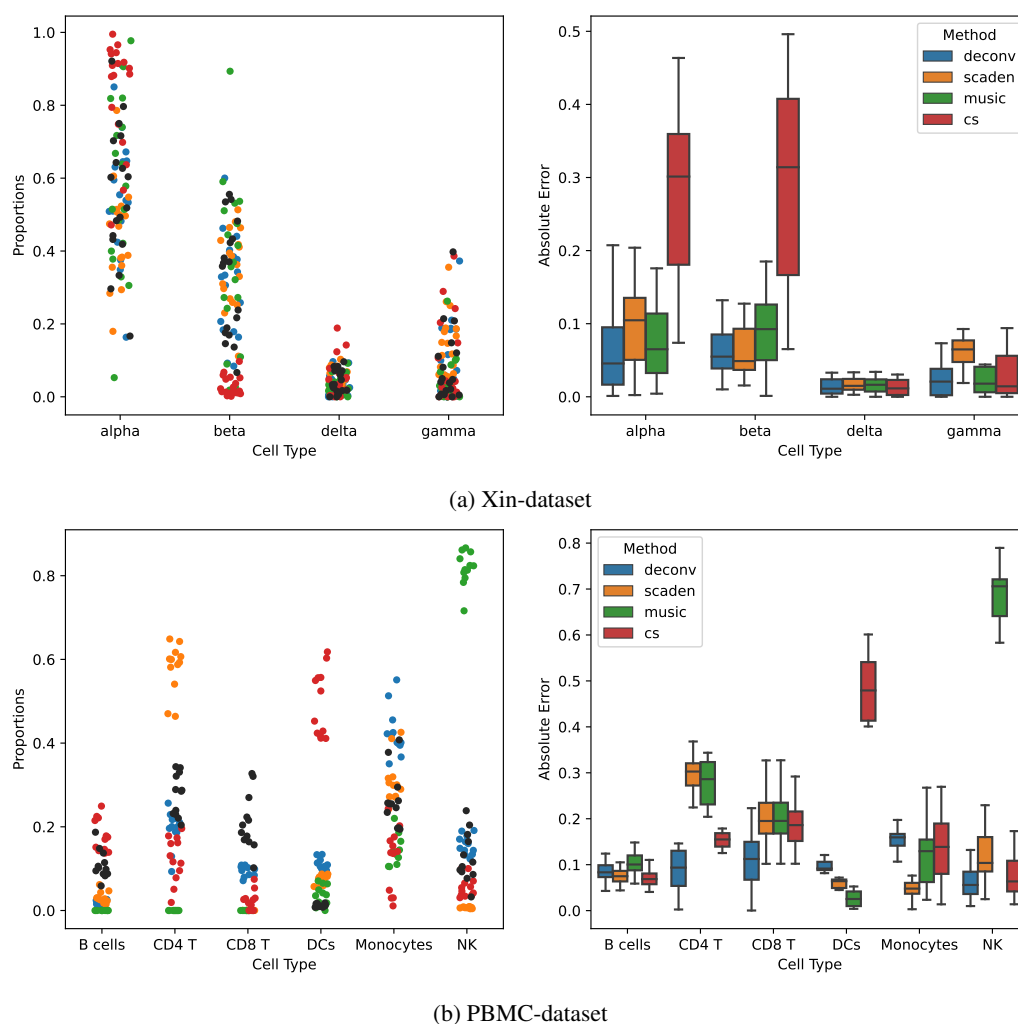 1.0
0.8
0.6
0.4
0.2
0.0
Proportions
alpha beta delta gamma
Cell Type
0.5
0.4
0.3
0.2
0.1
0.0
Absolute Error
Method
deconv
scaden
music
cs
alpha beta delta gamma
Cell Type
(a) Xin-dataset
0.8
0.6
0.4
0.2
0.0
Proportions
B cells CD4 T CD8 T DCs Monocytes NK
Cell Type
0.8
0.7
0.6
0.5
0.4
0.3
0.2
0.1
0.0
Absolute Error
Method
deconv
scaden
music
cs
B cells CD4 T CD8 T DCs Monocytes NK
Cell Type
(b) PBMC-dataset